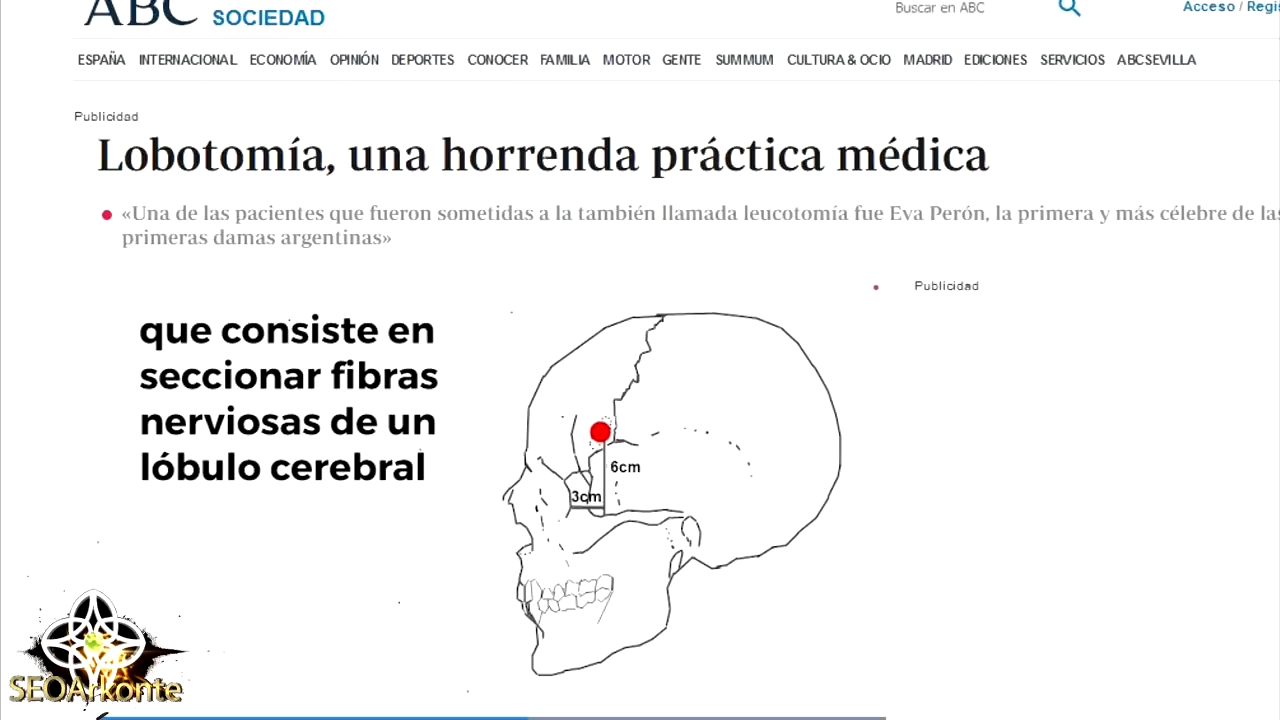 ABC SOCIEDAD
Buscar en ABC
Acceso /
ESPAÑA INTERNACIONAL ECONOMÍA OPINIÓN DEPORTES CONOCER FAMILIA MOTOR GENTE SUMMUM CULTURA & OCIO MADRID EDICIONES SERVICIOS ABCSEVILLA
Publicidad
Lobotomía, una horrenda práctica médica
«Una de las pacientes que fueron sometidas a la también llamada leucotomía fue Eva Perón, la primera y más célebre de
primeras damas argentinas»
Publicidad
que consiste en
seccionar fibras
nerviosas de un
lóbulo cerebral
6cm
3cm
SEOArkonte